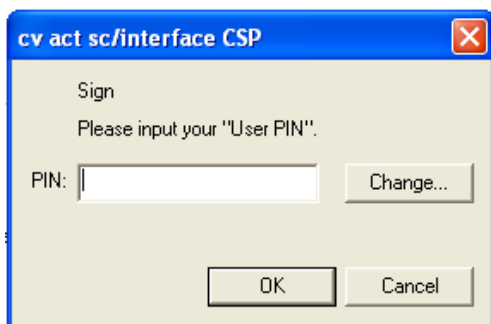 cv act sc/interface CSP
Sign
Please input your "User PIN".
PIN:
Change...
OK
Cancel